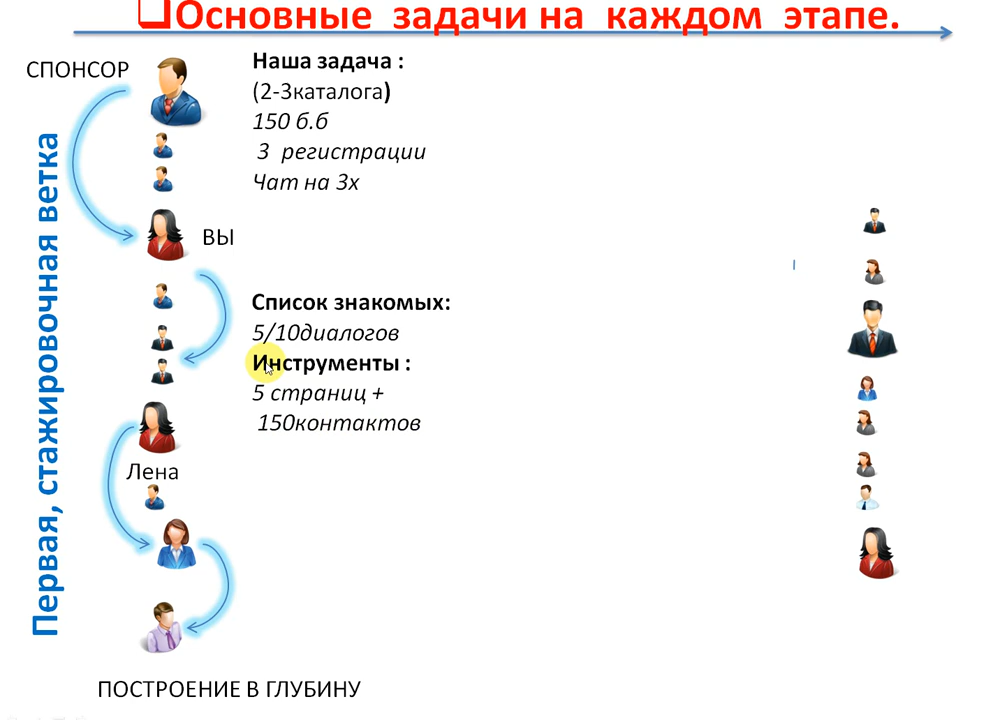 Основные задачи на каждом этапе.
СПОНСОР
Наша задача :
(2-3каталога)
150 б.б
3 регистрации
Чат на 3х
ВЫ
Список знакомых:
5/10диалогов
Инструменты :
5 страниц +
150контактов
Лена
Первая, стажировочная ветка
ПОСТРОЕНИЕ В ГЛУБИНУ